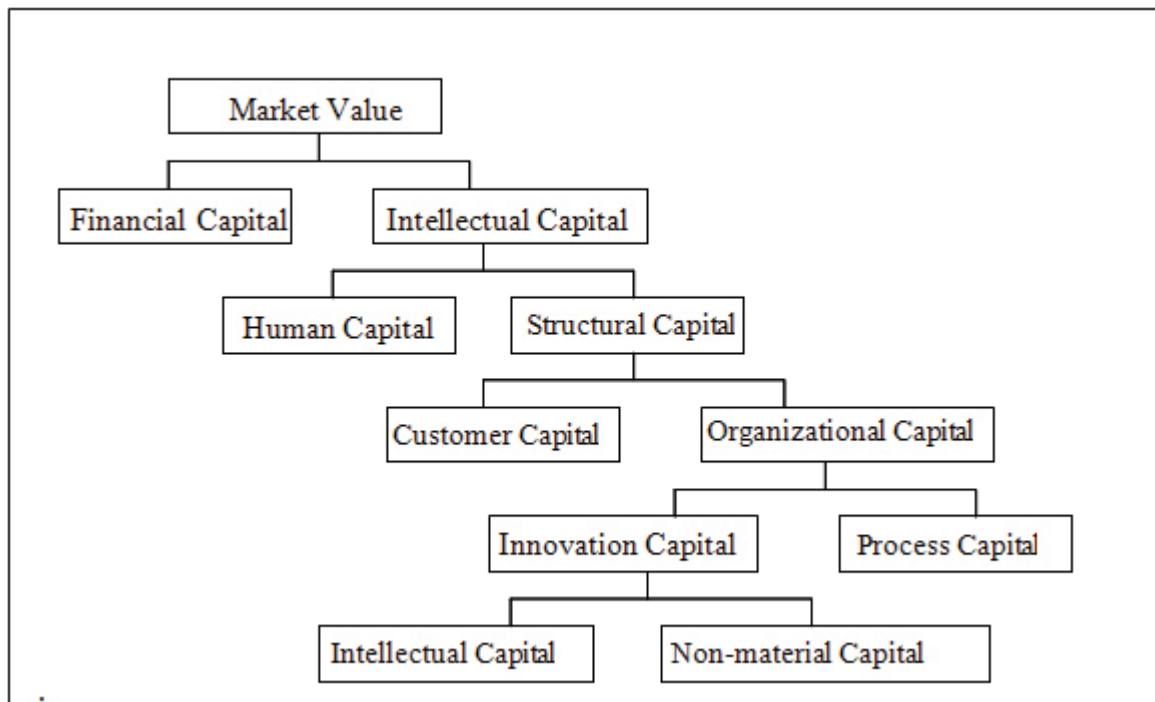 Market Value
Financial Capital
Intellectual Capital
Human Capital
Structural Capital
Customer Capital
Organizational Capital
Innovation Capital
Process Capital
Intellectual Capital
Non-material Capital